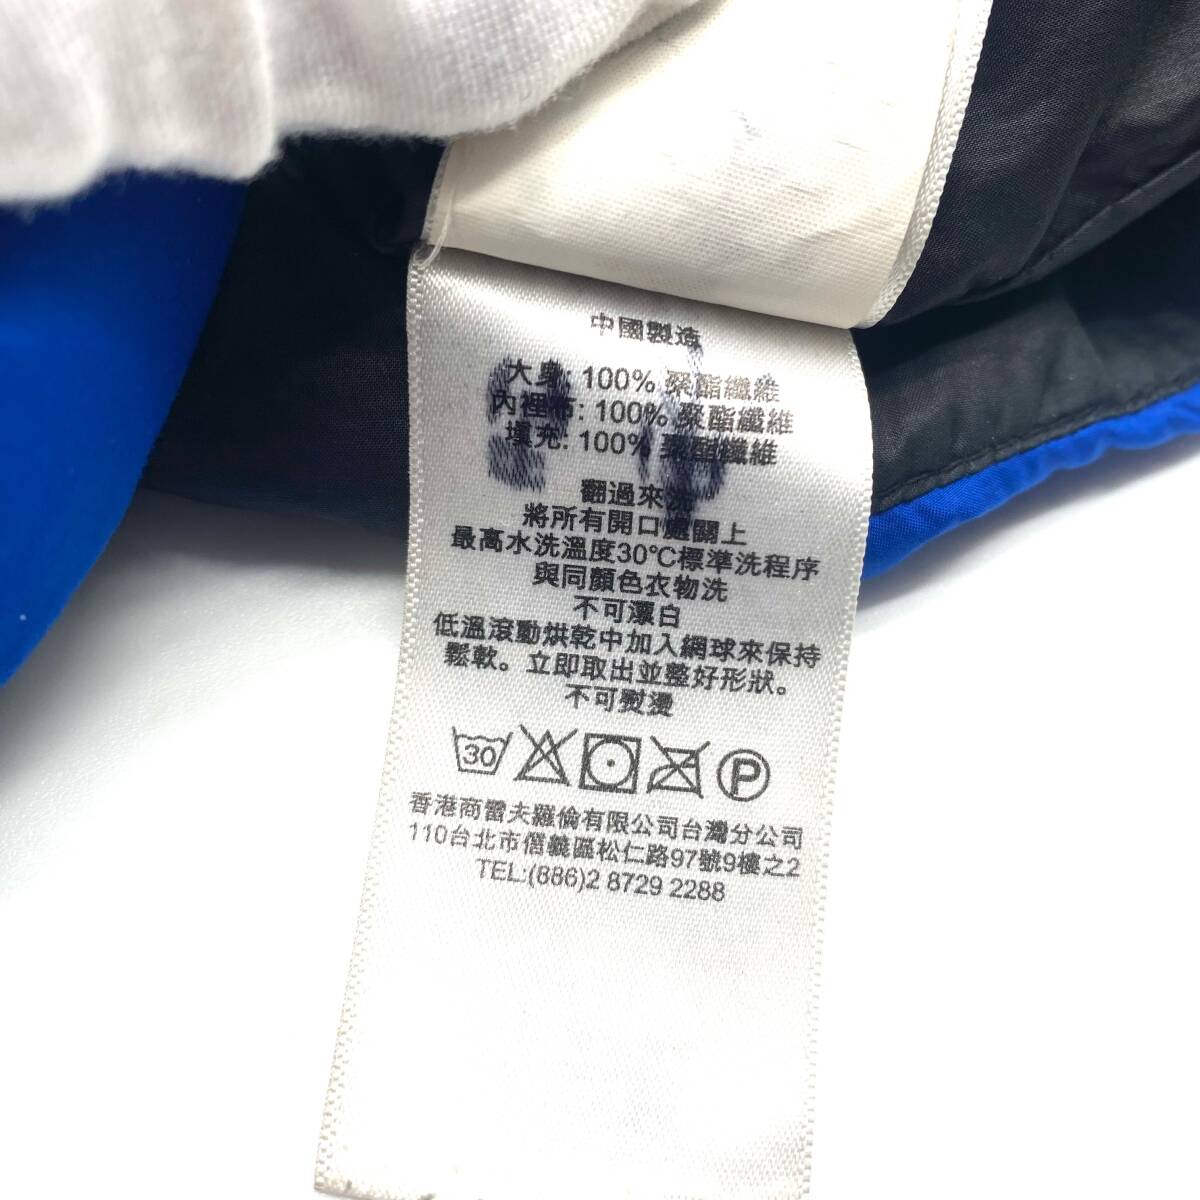 中國製造
大身: 100% 聚酯纖維
內裡布: 100% 聚酯纖維
填充: 100% 聚酯纖維
翻過來洗
將所有開口處關上
最高水洗溫度30℃標準洗程序
與同顏色衣物洗
不可漂白
低溫滾動烘乾中加入網球來保持
鬆軟。立即取出並整好形狀。
不可熨燙
30 P
香港商雷夫羅倫有限公司台灣分公司
110台北市信義區松仁路97號9樓之2
TEL:(886)2 8729 2288